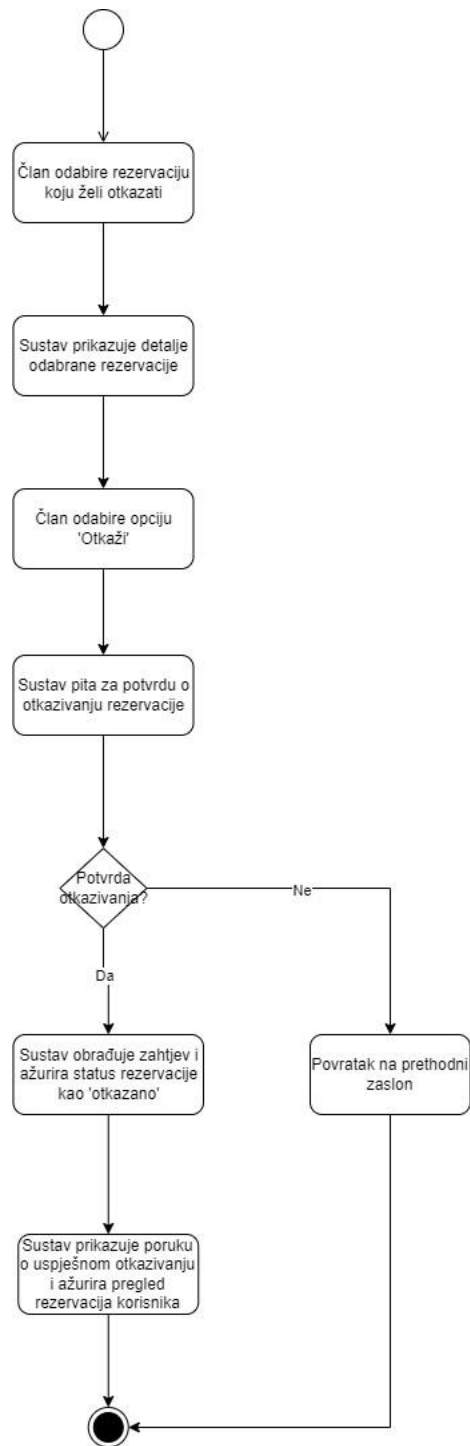 Član odabire rezervaciju
koju želi otkazati
Sustav prikazuje detalje
odabrane rezervacije
Član odabire opciju
'Otkaži'
Sustav pita za potvrdu o
otkazivanju rezervacije
Potvrda
otkazivanja?
Ne
Da
Sustav obrađuje zahtjev i
ažurira status rezervacije
kao 'otkazano'
Povratak na prethodni
zaslon
Sustav prikazuje poruku
o uspješnom otkazivanju
i ažurira pregled
rezervacija korisnika